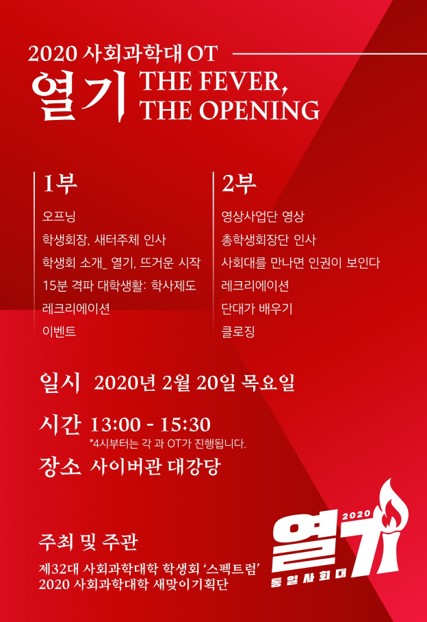 2020 사회과학대 OT
열기 THE FEVER,
THE OPENING
1부
오프닝
학생회장, 새터주체 인사
학생회 소개_ 열기, 뜨거운 시작
15분 격파 대학생활: 학사제도
레크리에이션
이벤트
2부
영상사업단 영상
총학생회장단 인사
사회대를 만나면 인권이 보인다
레크리에이션
단대가 배우기
클로징
일시 2020년 2월 20일 목요일
시간 13:00 - 15:30
*4시부터는 각 과 OT가 진행됩니다.
장소 사이버관 대강당
주최 및 주관
제32대 사회과학대학 학생회 ‘스펙트럼’
2020 사회과학대학 새맞이기획단
2020
열기
동일사회대